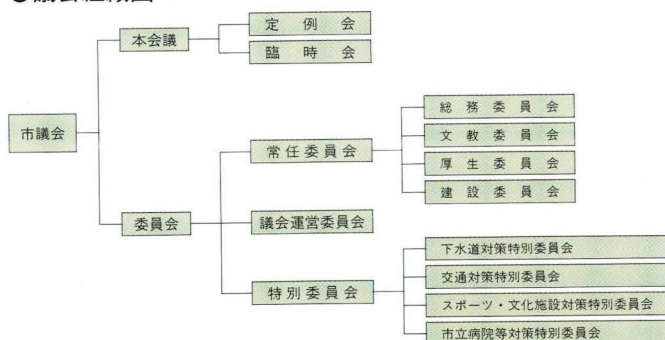 市議会
本会議
定例会
臨時会
委員会
常任委員会
総務委員会
文教委員会
厚生委員会
建設委員会
議会運営委員会
特別委員会
下水道対策特別委員会
交通対策特別委員会
スポーツ・文化施設対策特別委員会
市立病院等対策特別委員会